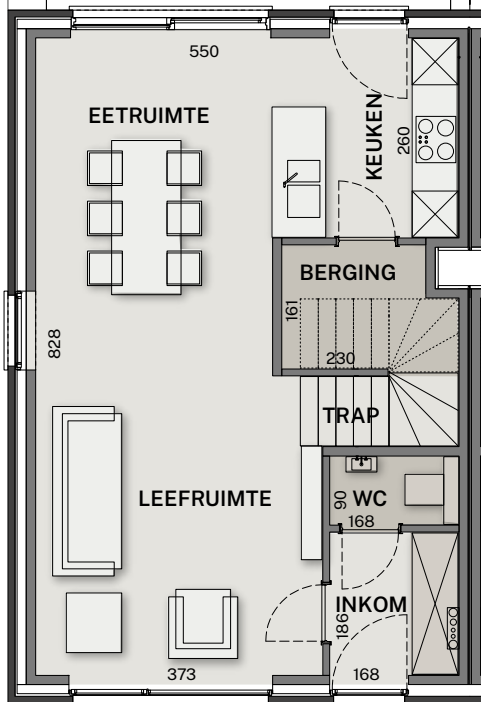 550
EETRUIMTE
KEUKEN
260
BERGING
161
828
230
TRAP
LEEFRUIMTE
90
WC
168
INKOM
186
373
168